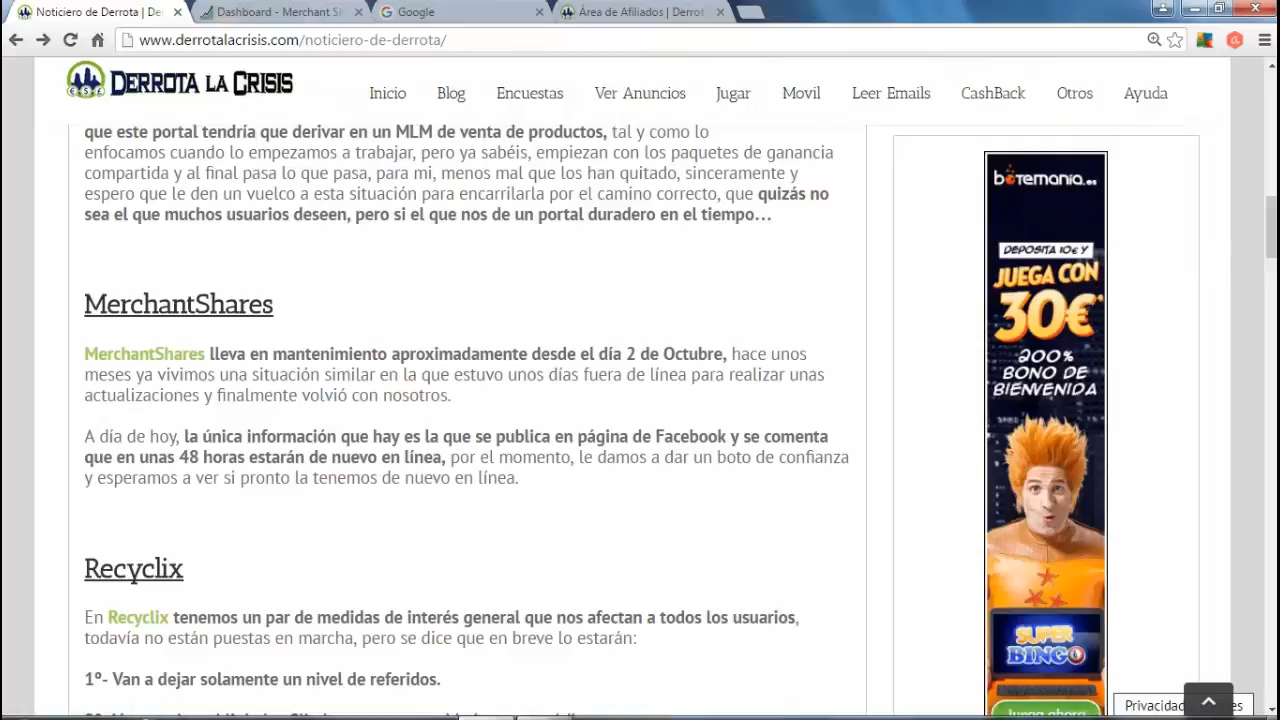 Noticiero de Derrota | De
Dashboard - Merchant Sh
Google
Área de Afiliados | Derrot
www.derrotalacrisis.com/noticiero-de-derrota/
DERROTA LA CRISIS
Inicio Blog Encuestas Ver Anuncios Jugar Movil Leer Emails CashBack Otros Ayuda
que este portal tendría que derivar en un MLM de venta de productos, tal y como lo
enfocamos cuando lo empezamos a trabajar, pero ya sabéis, empiezan con los paquetes de ganancia
compartida y al final pasa lo que pasa, para mi, menos mal que los han quitado, sinceramente y
espero que le den un vuelco a esta situación para encarrilarla por el camino correcto, que quizás no
sea el que muchos usuarios deseen, pero si el que nos de un portal duradero en el tiempo...
MerchantShares
MerchantShares lleva en mantenimiento aproximadamente desde el día 2 de Octubre, hace unos
meses ya vivimos una situación similar en la que estuvo unos días fuera de línea para realizar unas
actualizaciones y finalmente volvió con nosotros.
A día de hoy, la única información que hay es la que se publica en página de Facebook y se comenta
que en unas 48 horas estarán de nuevo en línea, por el momento, le damos a dar un boto de confianza
y esperamos a ver si pronto la tenemos de nuevo en línea.
Recyclix
En Recyclix tenemos un par de medidas de interés general que nos afectan a todos los usuarios,
todavía no están puestas en marcha, pero se dice que en breve lo estarán:
1º- Van a dejar solamente un nivel de referidos.
botemania.es
DEPOSITA 10€ Y
JUEGA CON
30€*
200%
BONO DE
BIENVENIDA
SUPER
BINGO
Juega ahora
Privacidad